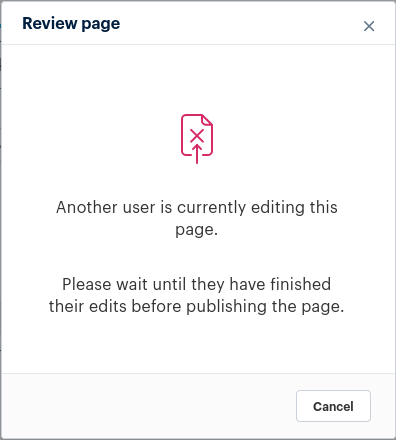 Review page
Another user is currently editing this
page.
Please wait until they have finished
their edits before publishing the page.
Cancel